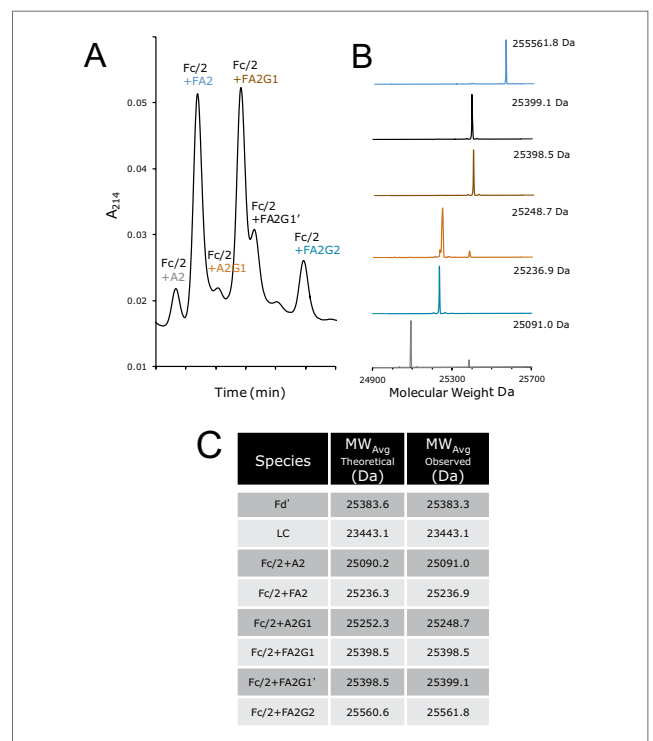 A
B
Fc/2
+FA2
Fc/2
+FA2G1
Fc/2
+FA2G1’
Fc/2
+FA2G2
Fc/2
+A2
Fc/2
+A2G1
0.05
0.04
0.03
0.02
0.01
A214
Time (min)
255561.8 Da
25399.1 Da
25398.5 Da
25248.7 Da
25236.9 Da
25091.0 Da
24900 25300 25700
Molecular Weight Da
C
Species MWAvg Theoretical (Da) MWAvg Observed (Da)
Fd’ 25383.6 25383.3
LC 23443.1 23443.1
Fc/2+A2 25090.2 25091.0
Fc/2+FA2 25236.3 25236.9
Fc/2+A2G1 25252.3 25248.7
Fc/2+FA2G1 25398.5 25398.5
Fc/2+FA2G1’ 25398.5 25399.1
Fc/2+FA2G2 25560.6 25561.8